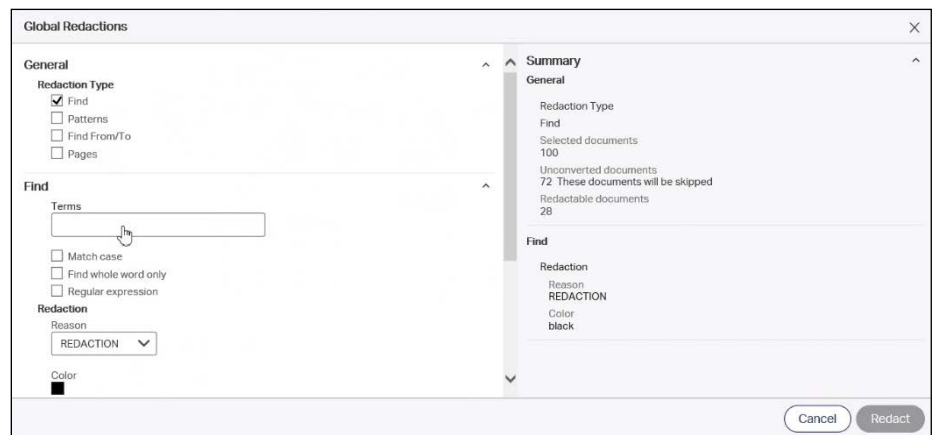 Global Redactions
General
Redaction Type
Find
Patterns
Find From/To
Pages
Find
Terms
Match case
Find whole word only
Regular expression
Redaction
Reason
REDACTION
Color
Summary
General
Redaction Type
Find
Selected documents
100
Unconverted documents
72 These documents will be skipped
Redactable documents
28
Find
Redaction
Reason
REDACTION
Color
black
Cancel
Redact